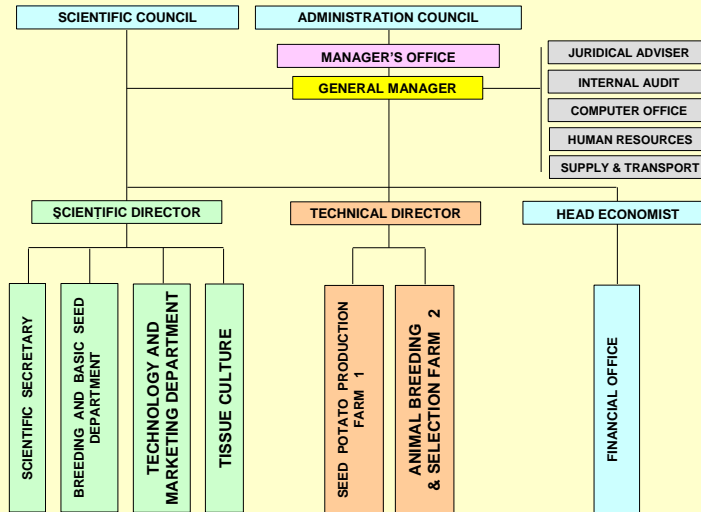 SCIENTIFIC COUNCIL
ADMINISTRATION COUNCIL
MANAGER'S OFFICE
GENERAL MANAGER
JURIDICAL ADVISER
INTERNAL AUDIT
COMPUTER OFFICE
HUMAN RESOURCES
SUPPLY & TRANSPORT
ŞCIENŢIFIC DIRECTOR
TECHNICAL DIRECTOR
HEAD ECONOMIST
SCIENTIFIC SECRETARY
BREEDING AND BASIC SEED
DEPARTMENT
TECHNOLOGY AND
MARKETING DEPARTMENT
TISSUE CULTURE
SEED POTATO PRODUCTION
FARM 1
ANIMAL BREEDING
& SELECTION FARM 2
FINANCIAL OFFICE